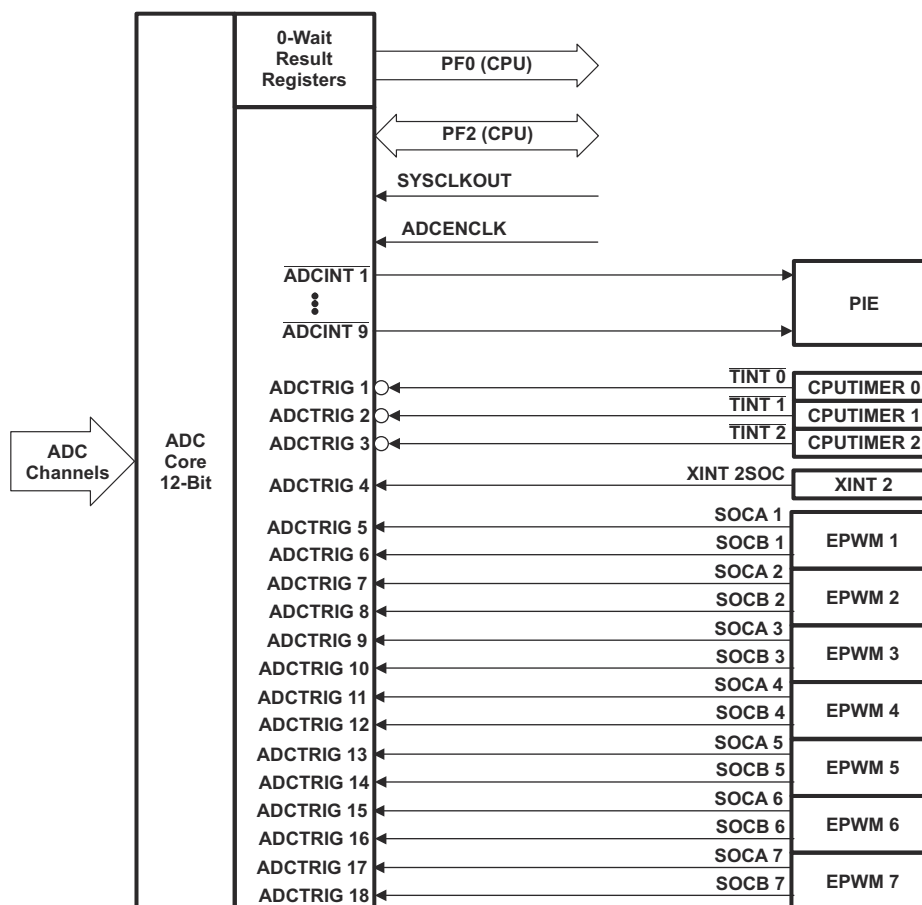 0-Wait
Result
Registers
PF0 (CPU)
PF2 (CPU)
SYSCLKOUT
ADCENCLK
ADCINT 1
ADCINT 9
PIE
ADCTRIG 1
TINT 0
CPUTIMER 0
ADCTRIG 2
TINT 1
CPUTIMER 1
ADCTRIG 3
TINT 2
CPUTIMER 2
ADC
Channels
ADC
Core
12-Bit
ADCTRIG 4
XINT 2SOC
XINT 2
ADCTRIG 5
SOCA 1
EPWM 1
ADCTRIG 6
SOCB 1
ADCTRIG 7
SOCA 2
EPWM 2
ADCTRIG 8
SOCB 2
ADCTRIG 9
SOCA 3
EPWM 3
ADCTRIG 10
SOCB 3
ADCTRIG 11
SOCA 4
EPWM 4
ADCTRIG 12
SOCB 4
ADCTRIG 13
SOCA 5
EPWM 5
ADCTRIG 14
SOCB 5
ADCTRIG 15
SOCA 6
EPWM 6
ADCTRIG 16
SOCB 6
ADCTRIG 17
SOCA 7
EPWM 7
ADCTRIG 18
SOCB 7